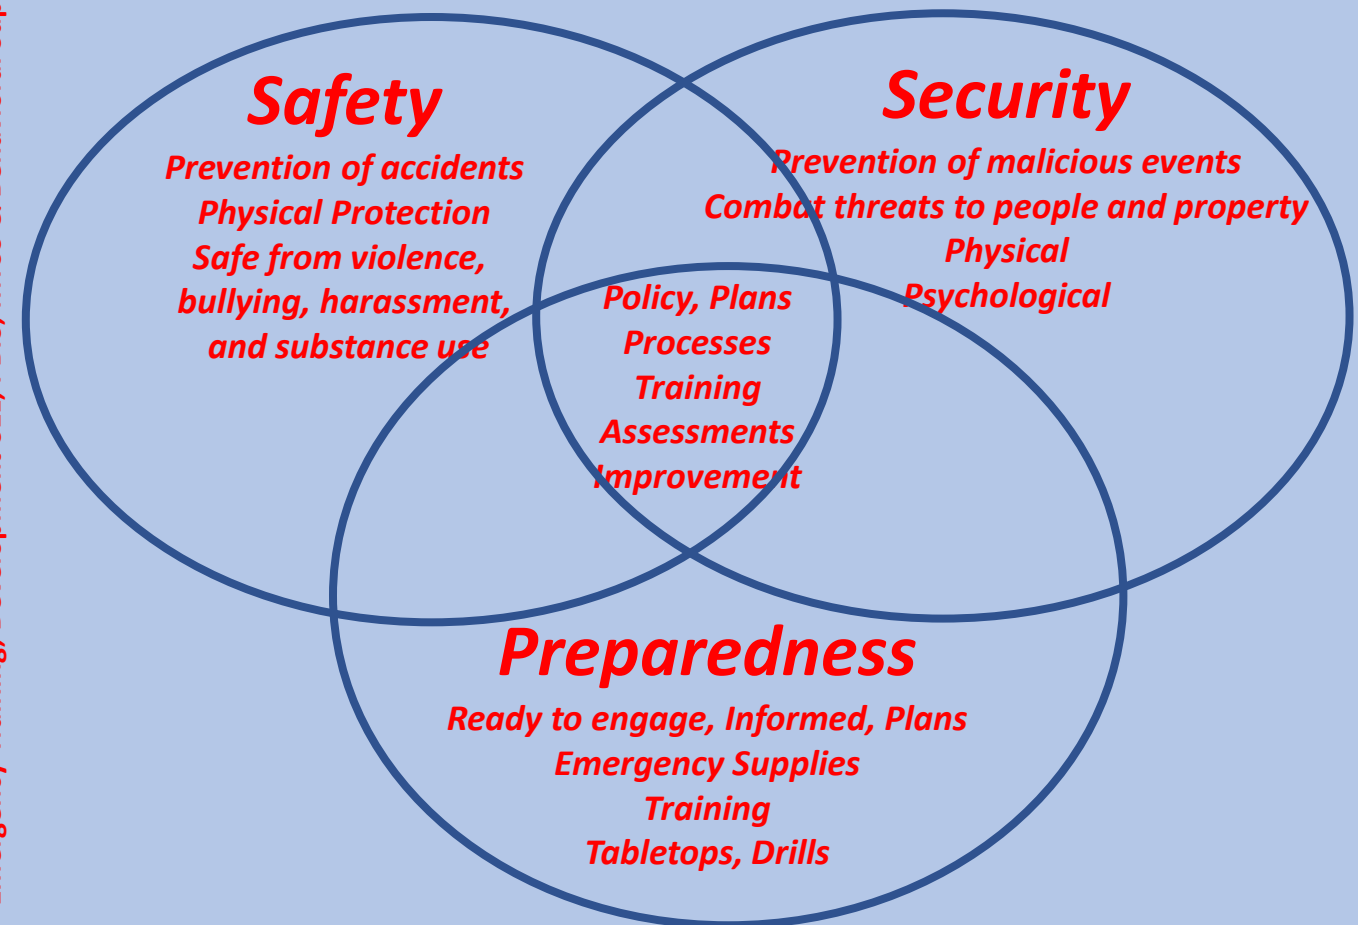 Safety
Prevention of accidents
Physical Protection
Safe from violence,
bullying, harassment,
and substance use
Security
Prevention of malicious events
Combat threats to people and property
Physical
Psychological
Policy, Plans
Processes
Training
Assessments
Improvement
Preparedness
Ready to engage, Informed, Plans
Emergency Supplies
Training
Tabletops, Drills